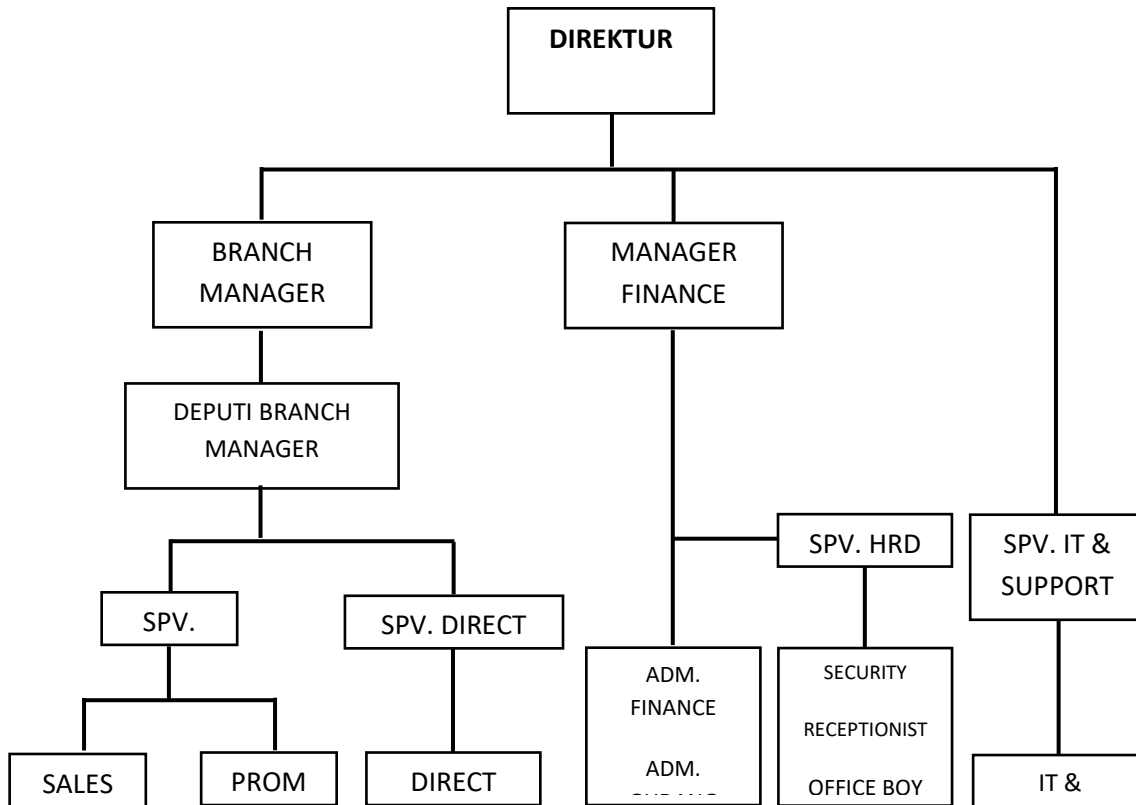 DIREKTUR
BRANCH
MANAGER
MANAGER
FINANCE
DEPUTI BRANCH
MANAGER
SPV. HRD
SPV. IT &
SUPPORT
SPV.
SPV. DIRECT
ADM.
FINANCE
ADM.
SECURITY
RECEPTIONIST
OFFICE BOY
SALES
PROM
DIRECT
IT &